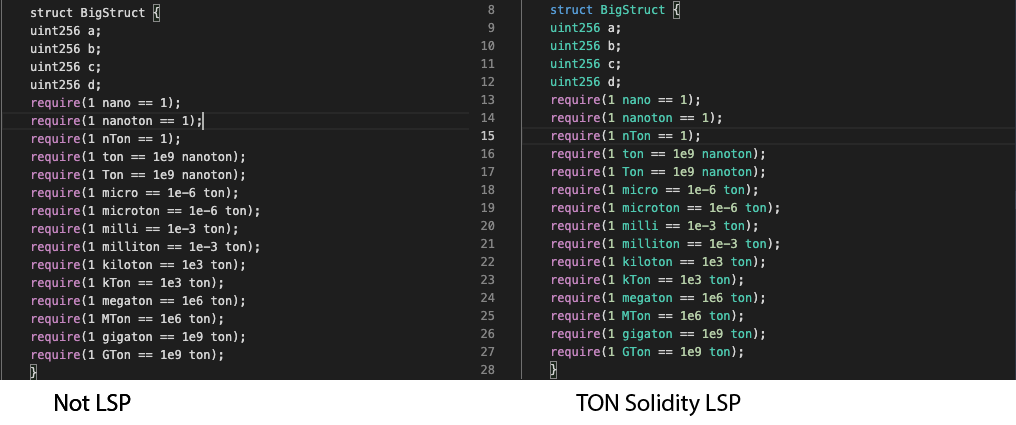 struct BigStruct {
uint256 a;
uint256 b;
uint256 c;
uint256 d;
require(1 nano == 1);
require(1 nanoton == 1);
require(1 nTon == 1);
require(1 ton == 1e9 nanoton);
require(1 Ton == 1e9 nanoton);
require(1 micro == 1e-6 ton);
require(1 microton == 1e-6 ton);
require(1 milli == 1e-3 ton);
require(1 milliton == 1e-3 ton);
require(1 kiloton == 1e3 ton);
require(1 kTon == 1e3 ton);
require(1 megaton == 1e6 ton);
require(1 MTon == 1e6 ton);
require(1 gigaton == 1e9 ton);
require(1 GTon == 1e9 ton);
}
Not LSP
8 struct BigStruct {
9 uint256 a;
10 uint256 b;
11 uint256 c;
12 uint256 d;
13 require(1 nano == 1);
14 require(1 nanoton == 1);
15 require(1 nTon == 1);
16 require(1 ton == 1e9 nanoton);
17 require(1 Ton == 1e9 nanoton);
18 require(1 micro == 1e-6 ton);
19 require(1 microton == 1e-6 ton);
20 require(1 milli == 1e-3 ton);
21 require(1 milliton == 1e-3 ton);
22 require(1 kiloton == 1e3 ton);
23 require(1 kTon == 1e3 ton);
24 require(1 megaton == 1e6 ton);
25 require(1 MTon == 1e6 ton);
26 require(1 gigaton == 1e9 ton);
27 require(1 GTon == 1e9 ton);
28 }
TON Solidity LSP